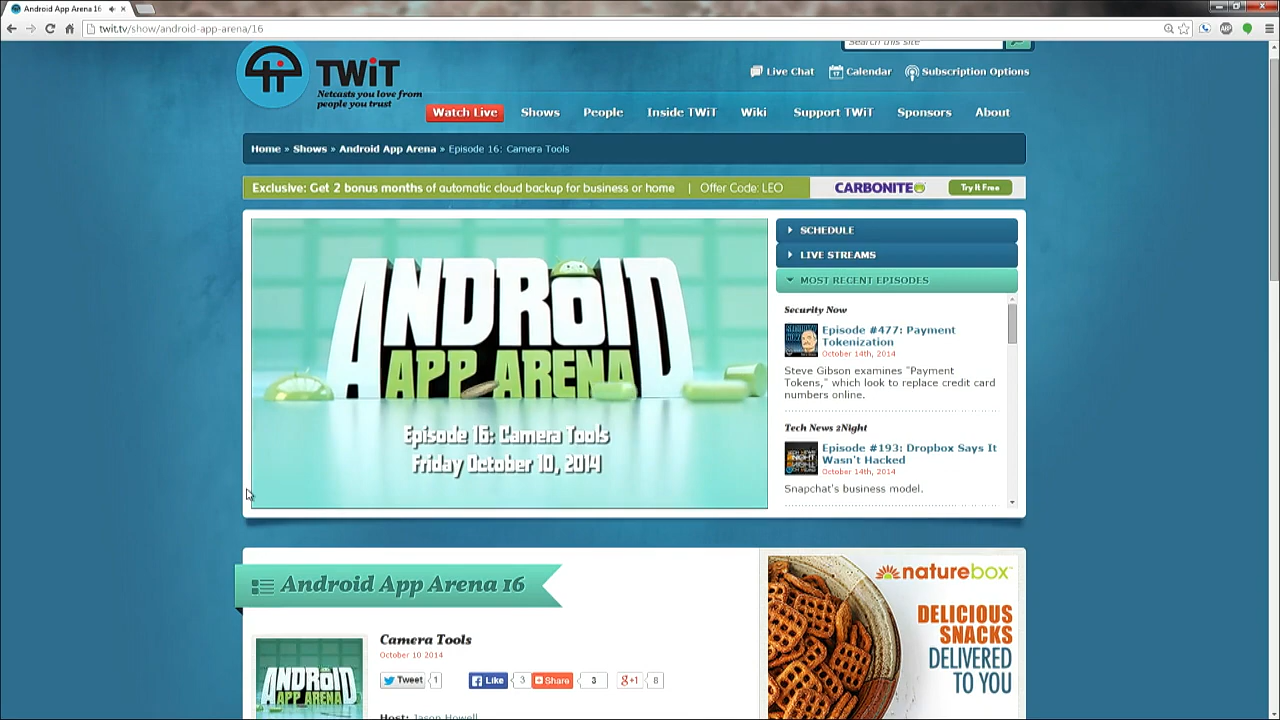 Android App Arena 16
twit.tv/show/android-app-arena/16
Search this site
TWiT
Netcasts you love from
people you trust
Live Chat
Calendar
Subscription Options
Watch Live
Shows
People
Inside TWiT
Wiki
Support TWiT
Sponsors
About
Home » Shows » Android App Arena » Episode 16: Camera Tools
Exclusive: Get 2 bonus months of automatic cloud backup for business or home | Offer Code: LEO
CARBONITE
Try It Free
ANDROID
APP ARENA
Episode 16: Camera Tools
Friday October 10, 2014
SCHEDULE
LIVE STREAMS
MOST RECENT EPISODES
Security Now
Episode #477: Payment
Tokenization
October 14th, 2014
Steve Gibson examines "Payment
Tokens," which look to replace credit card
numbers online.
Tech News 2Night
Episode #193: Dropbox Says It
Wasn't Hacked
October 14th, 2014
Snapchat's business model.
Android App Arena 16
ANDROID
APP ARENA
Camera Tools
October 10 2014
Tweet 1
Like 3
Share 3
g+1 8
Host: Jason Howell
naturebox™
DELICIOUS
SNACKS
DELIVERED
TO YOU